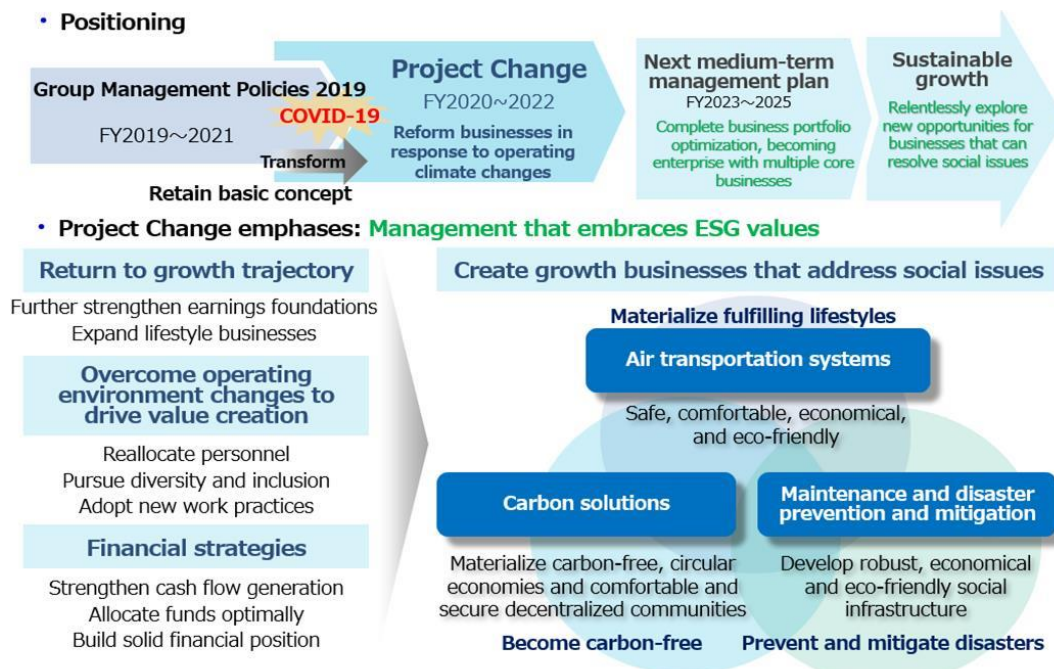 • Positioning
Group Management Policies 2019
FY2019～2021
COVID-19
Transform
Retain basic concept
Project Change
FY2020～2022
Reform businesses in
response to operating
climate changes
Next medium-term
management plan
FY2023～2025
Complete business portfolio
optimization, becoming
enterprise with multiple core
businesses
Sustainable
growth
Relentlessly explore
new opportunities for
businesses that can
resolve social issues
• Project Change emphases: Management that embraces ESG values
Return to growth trajectory
Further strengthen earnings foundations
Expand lifestyle businesses
Overcome operating
environment changes to
drive value creation
Reallocate personnel
Pursue diversity and inclusion
Adopt new work practices
Financial strategies
Strengthen cash flow generation
Allocate funds optimally
Build solid financial position
Create growth businesses that address social issues
Materialize fulfilling lifestyles
Air transportation systems
Safe, comfortable, economical,
and eco-friendly
Carbon solutions
Materialize carbon-free, circular
economies and comfortable and
secure decentralized communities
Become carbon-free
Maintenance and disaster
prevention and mitigation
Develop robust, economical
and eco-friendly social
infrastructure
Prevent and mitigate disasters